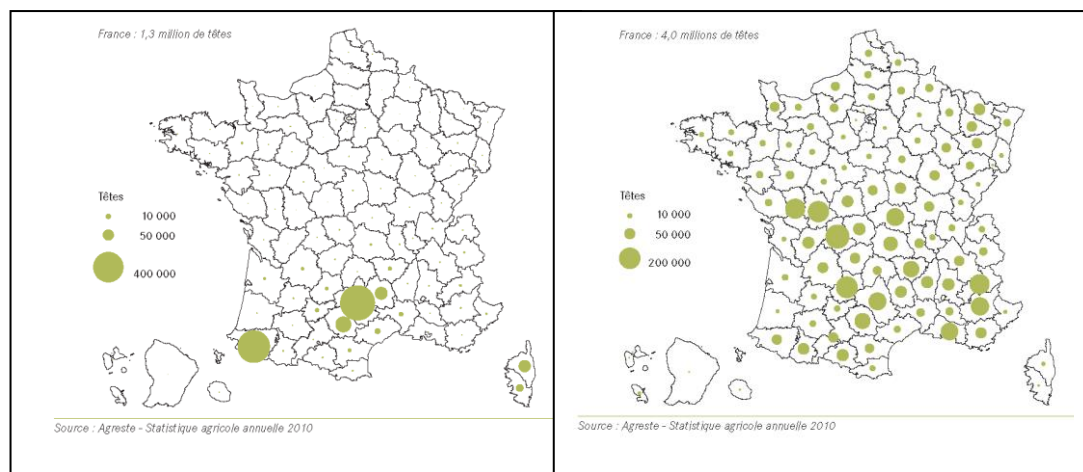 France : 1,3 million de têtes
Têtes
10 000
50 000
400 000
Source : Agreste - Statistique agricole annuelle 2010
France : 4,0 millions de têtes
Têtes
10 000
50 000
200 000
Source : Agreste - Statistique agricole annuelle 2010